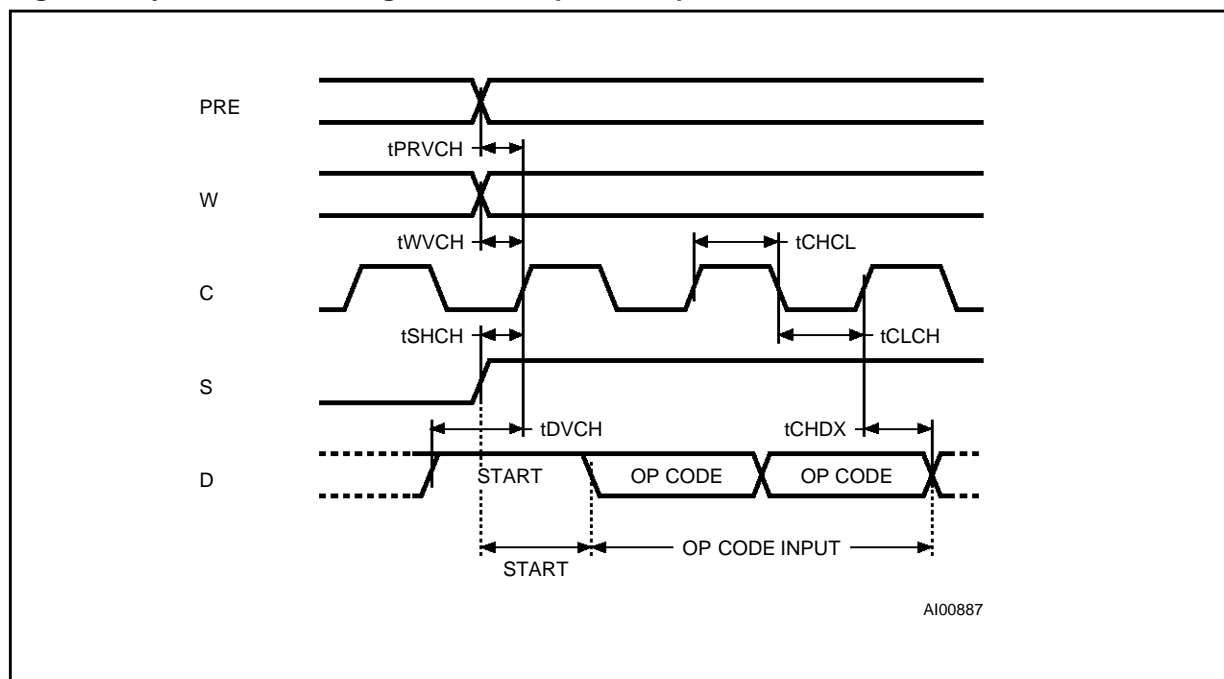 PRE
tPRVCH
W
tWVCH
tCHCL
C
tSHCH
tCLCH
S
tDVCH
tCHDX
D
START
OP CODE
OP CODE
OP CODE INPUT
START
AI00887